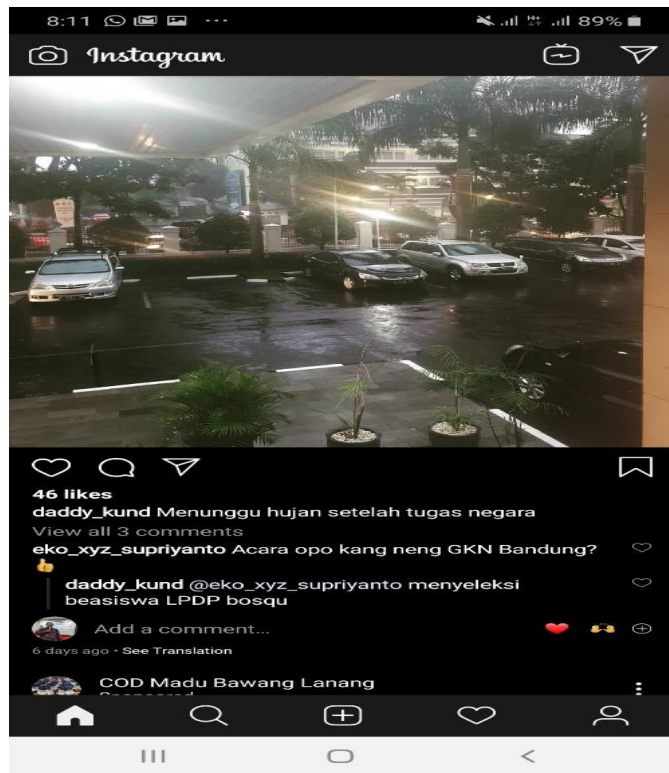 8:11 ... H+ 89%
Instagram
46 likes
daddy_kund Menunggu hujan setelah tugas negara
View all 3 comments
eko_xyz_supriyanto Acara opo kang neng GKN Bandung?
👍
daddy_kund @eko_xyz_supriyanto menyeleksi
beasiswa LPDP bosqu
Add a comment...
6 days ago · See Translation
COD Madu Bawang Lanang
Sponsored